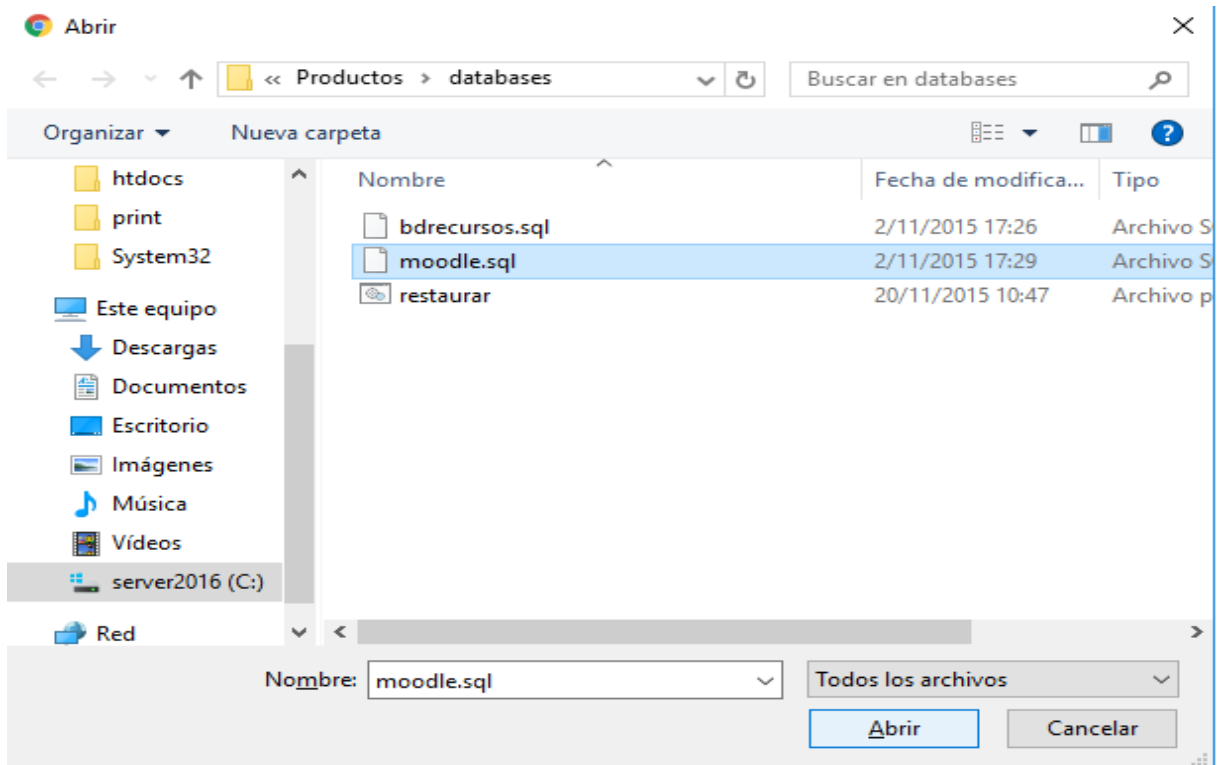 Abrir
« Productos > databases
Buscar en databases
Organizar
Nueva carpeta
htdocs
print
System32
Este equipo
Descargas
Documentos
Escritorio
Imágenes
Música
Vídeos
server2016 (C:)
Red
Nombre Fecha de modifica... Tipo
bdrecursos.sql 2/11/2015 17:26 Archivo S
moodle.sql 2/11/2015 17:29 Archivo S
restaurar 20/11/2015 10:47 Archivo p
Nombre: moodle.sql
Todos los archivos
Abrir
Cancelar